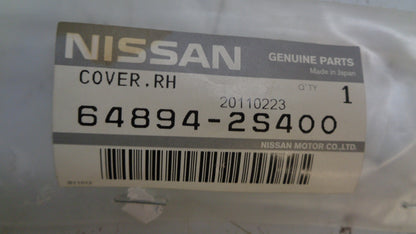 NISSAN GENUINE PARTS
Made in Japan
COVER.RH Q'TY 1
20110223
64894-2S400
NISSAN MOTOR CO.,LTD.